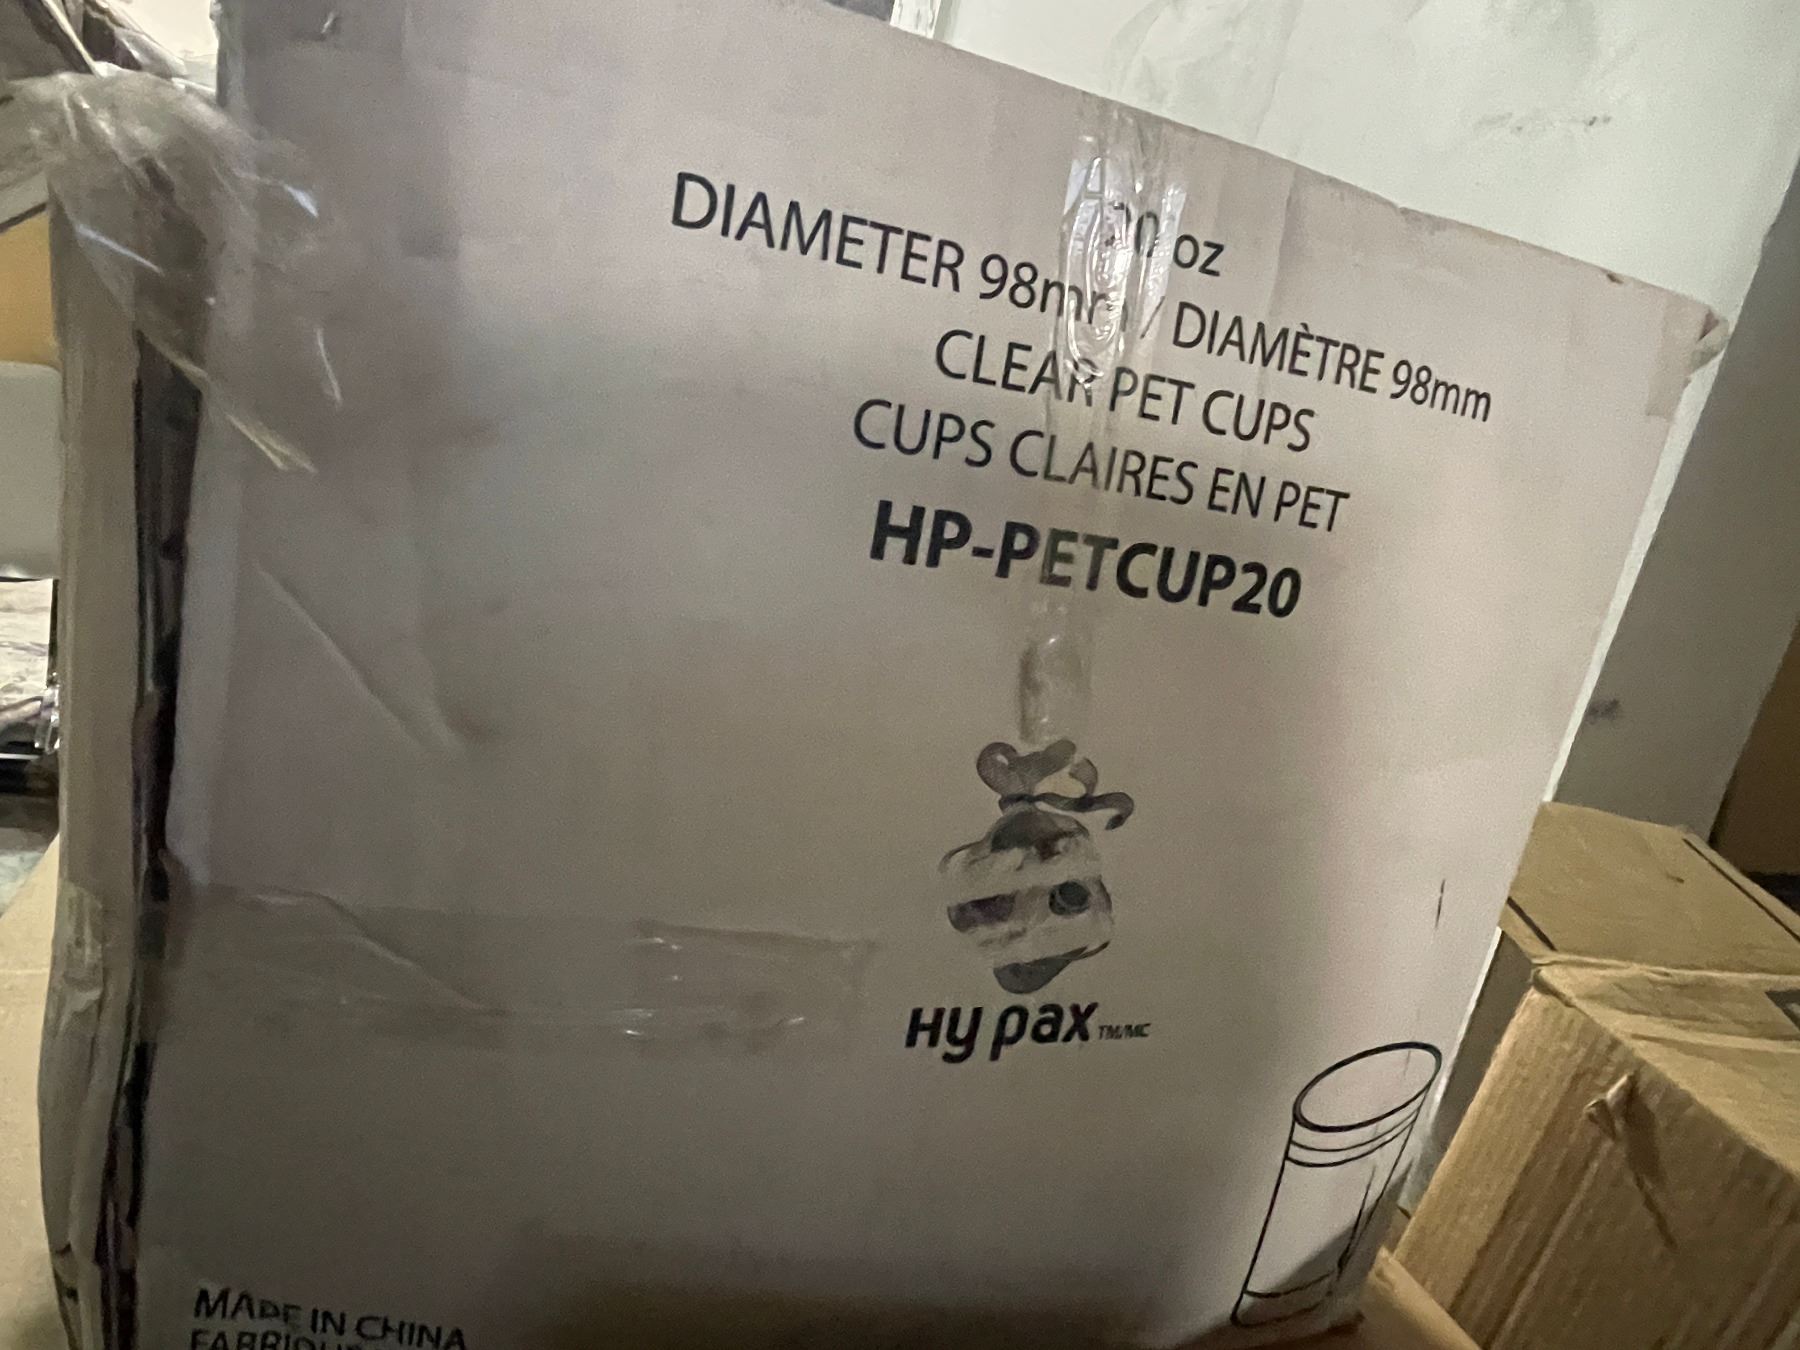 20 oz
DIAMETER 98mm / DIAMÈTRE 98mm
CLEAR PET CUPS
CUPS CLAIRES EN PET
HP-PETCUP20
Hy pax TM/MC
MADE IN CHINA